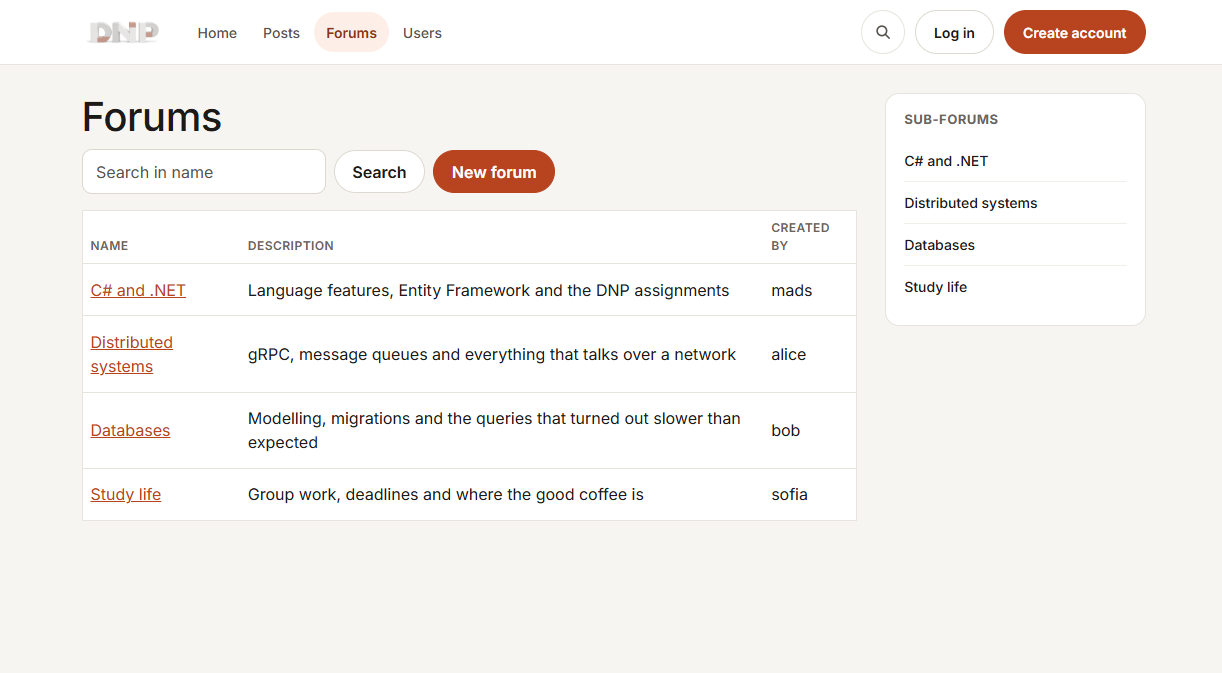 DNP
Home
Posts
Forums
Users
Log in
Create account
Forums
Search in name
Search
New forum
NAME
DESCRIPTION
CREATED
BY
C# and .NET
Language features, Entity Framework and the DNP assignments
mads
Distributed
systems
gRPC, message queues and everything that talks over a network
alice
Databases
Modelling, migrations and the queries that turned out slower than
expected
bob
Study life
Group work, deadlines and where the good coffee is
sofia
SUB-FORUMS
C# and .NET
Distributed systems
Databases
Study life